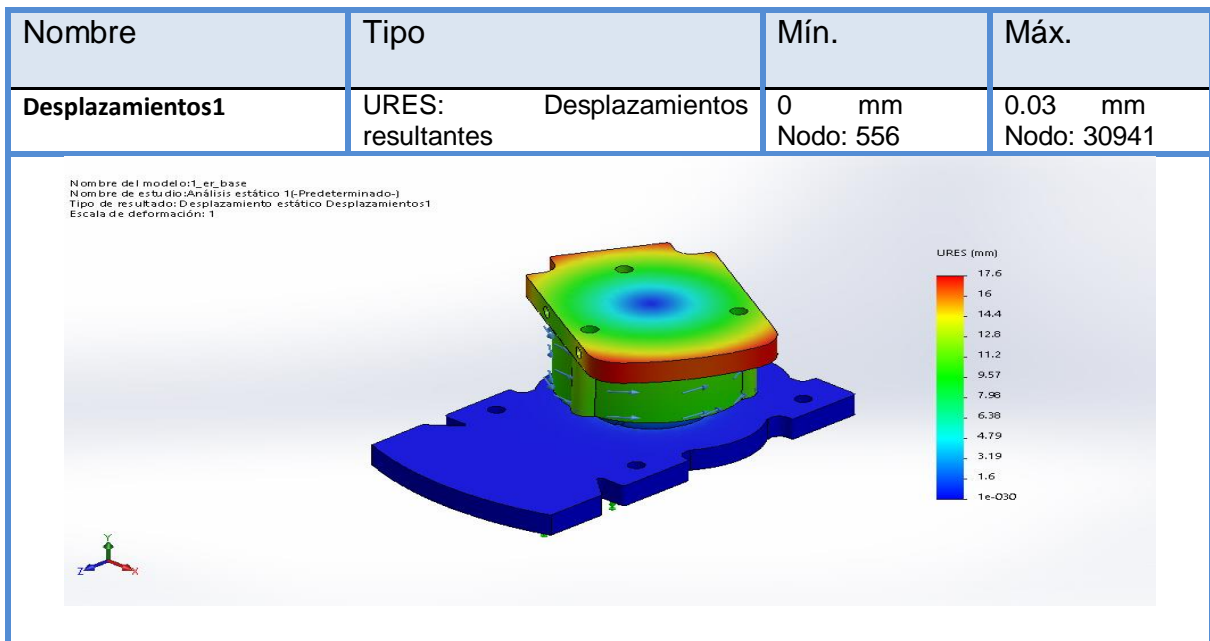 Nombre Tipo Mín. Máx.
Desplazamientos1 URES: Desplazamientos 0 mm 0.03 mm
resultantes Nodo: 556 Nodo: 30941
Nombre del modelo:1_er_base
Nombre de estudio:Análisis estático 1(-Predeterminado-)
Tipo de resultado: Desplazamiento estático Desplazamientos1
Escala de deformación: 1
URES (mm)
17.6
16
14.4
12.8
11.2
9.57
7.98
6.38
4.79
3.19
1.6
1e-030
Y
Z X